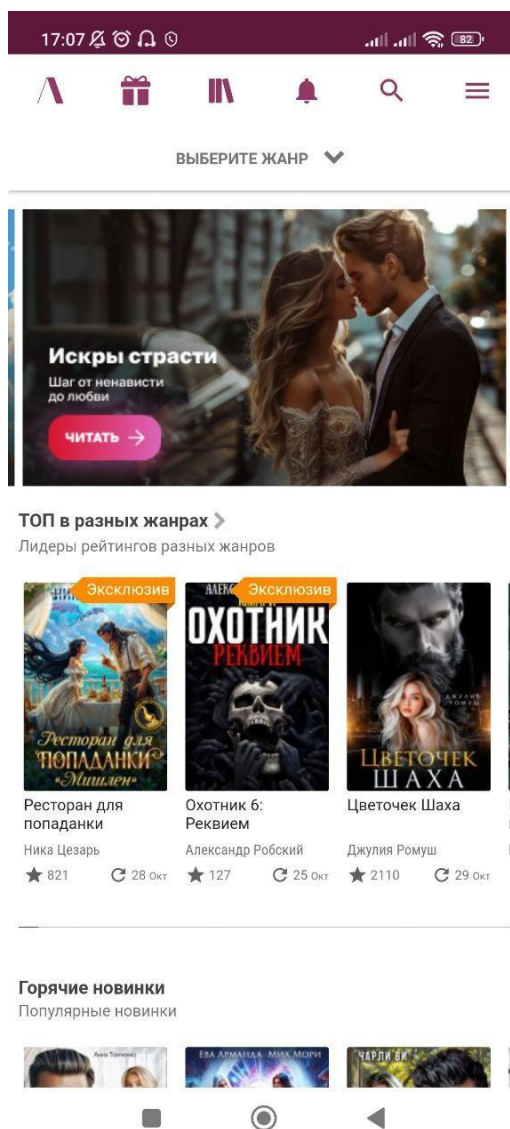 17:07
82
ВЫБЕРИТЕ ЖАНР
Искры страсти
Шаг от ненависти
до любви
ЧИТАТЬ →
ТОП в разных жанрах >
Лидеры рейтингов разных жанров
Эксклюзив
Ресторан для
ПОПАДАНКИ
«Мишлен»
Эксклюзив
ОХОТНИК
РЕКВИЕМ
ДЖУЛИЯ
РОМУШ
ЦВЕТОЧЕК
ШАХА
Ресторан для
попаданки
Ника Цезарь
821
28 Окт
Охотник 6:
Реквием
Александр Робский
127
25 Окт
Цветочек Шаха
Джулия Ромуш
2110
29 Окт
Горячие новинки
Популярные новинки
ЕВА АРМАНДА МИА МОРИ
ЧАРЛИ ВИ